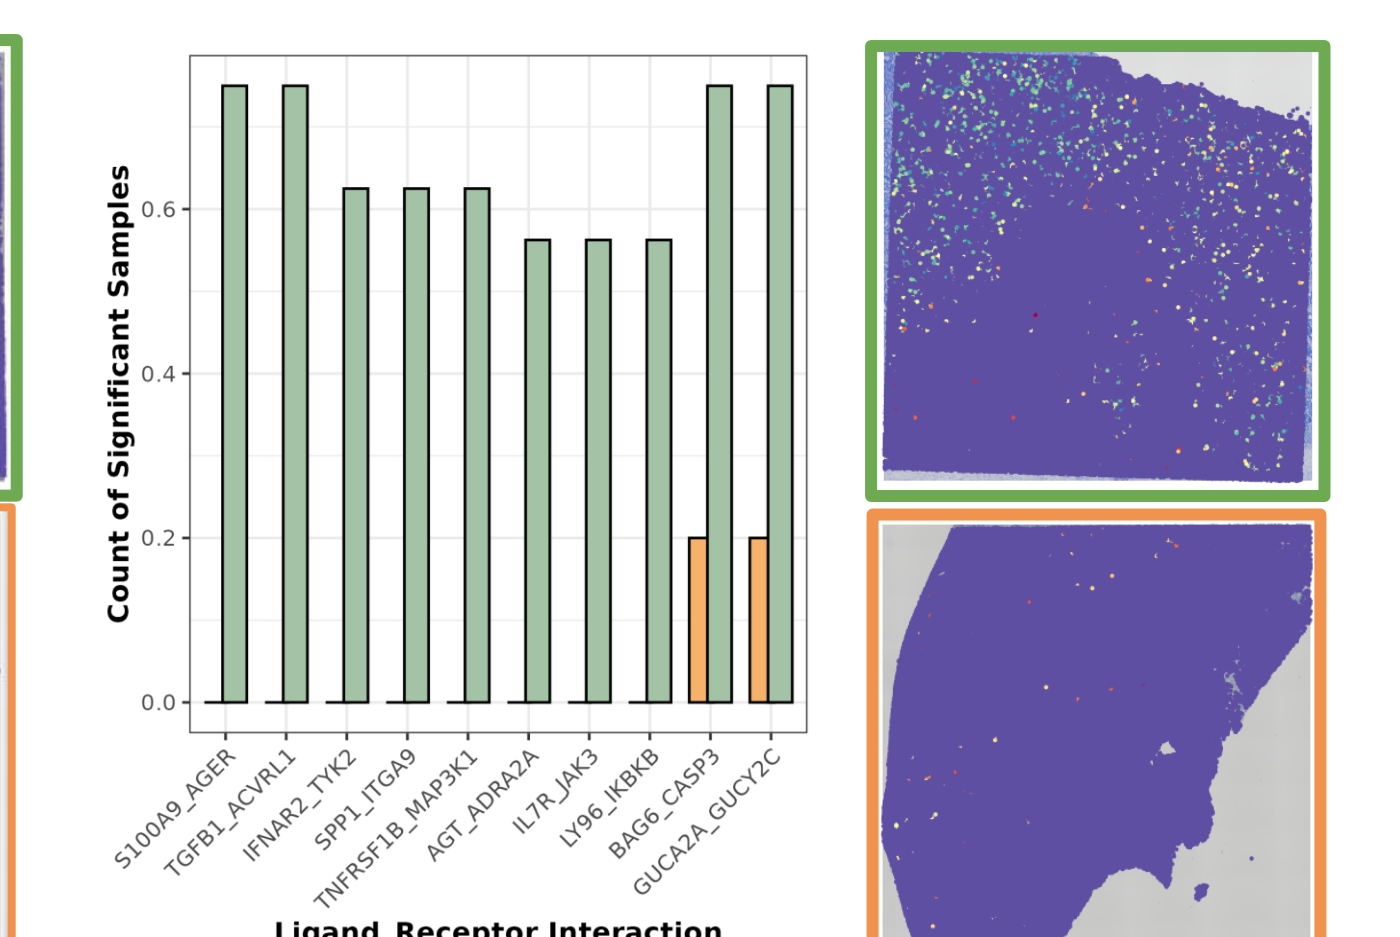 Count of Significant Samples
0.6
0.4
0.2
0.0
S100A9_AGER
TGFB1_ACVRL1
IFNAR2_TYK2
SPP1_ITGA9
TNFRSF1B_MAP3K1
AGT_ADRA2A
IL7R_JAK3
LY96_IKBKB
BAG6_CASP3
GUCA2A_GUCY2C
Ligand_Receptor Interaction